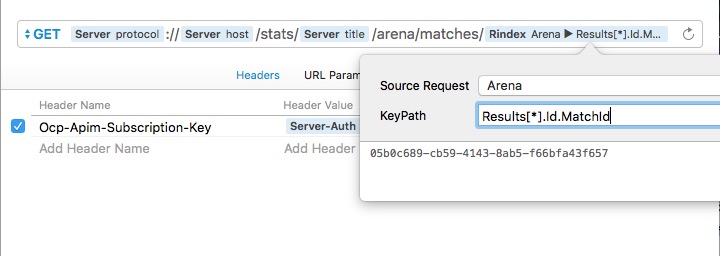 GET Server protocol :// Server host /stats/ Server title /arena/matches/ Rindex Arena ▶ Results[*].Id.M...
Headers URL Param
Source Request Arena
Header Name Header Value
KeyPath Results[*].Id.MatchId
Ocp-Apim-Subscription-Key Server-Auth
Add Header Name Add Header
05b0c689-cb59-4143-8ab5-f66bfa43f657